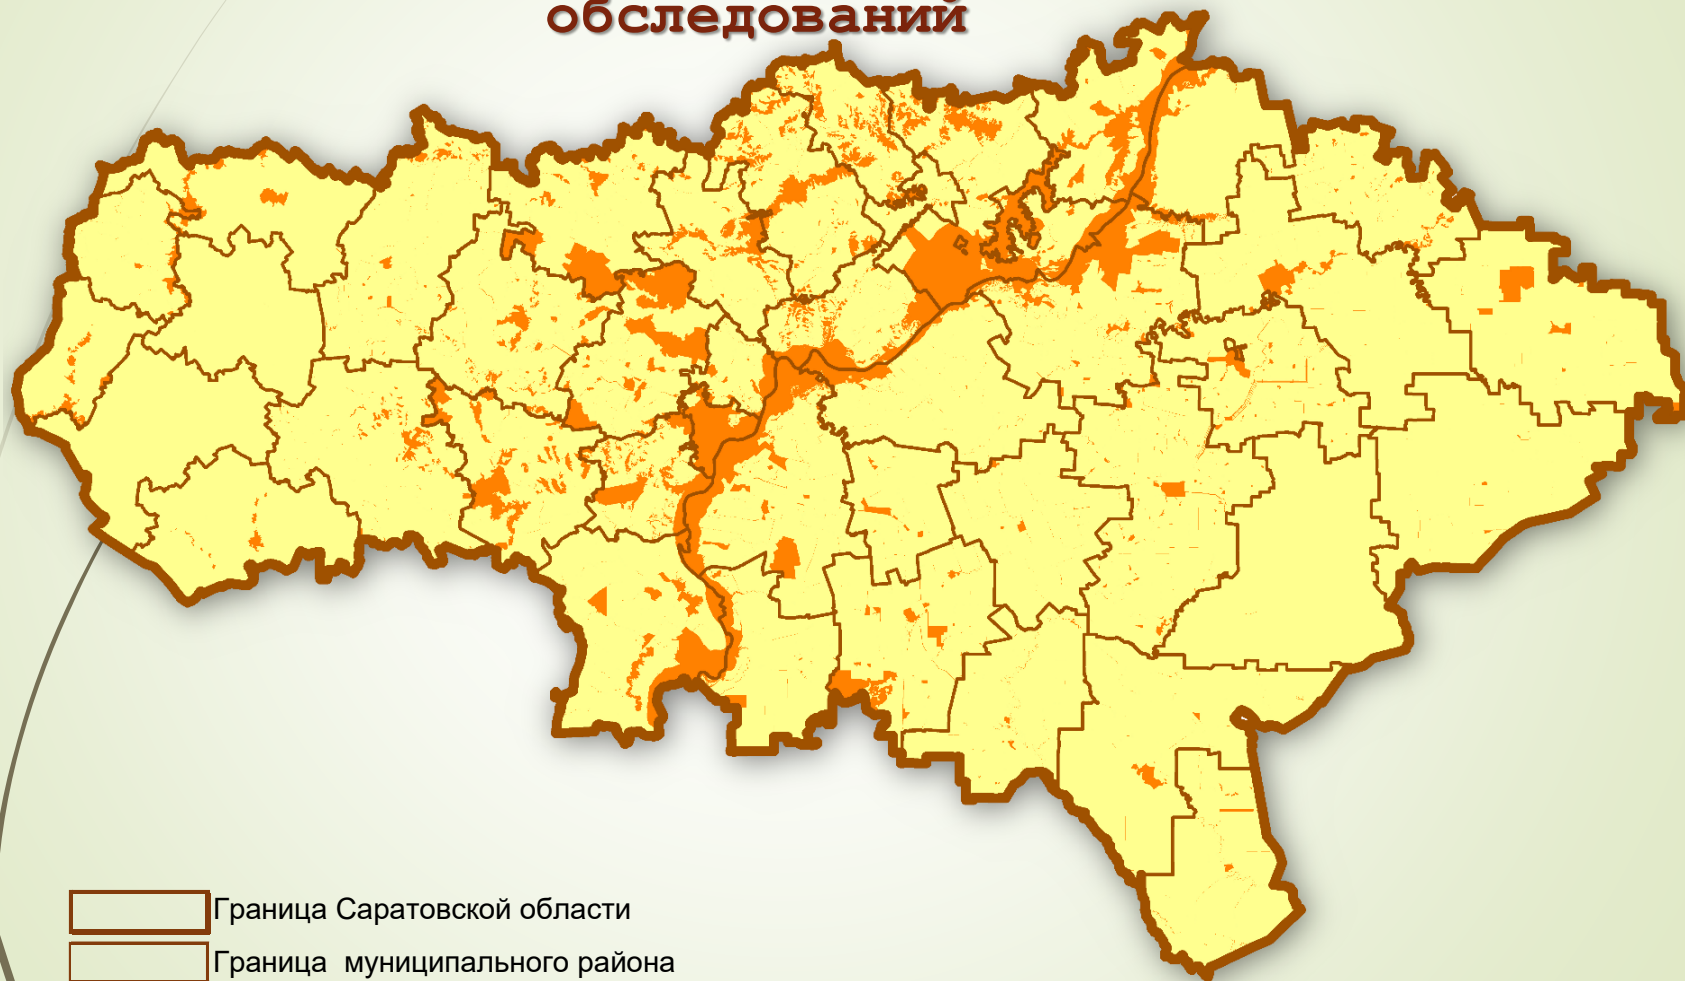 обследований
Граница Саратовской области
Граница муниципального района